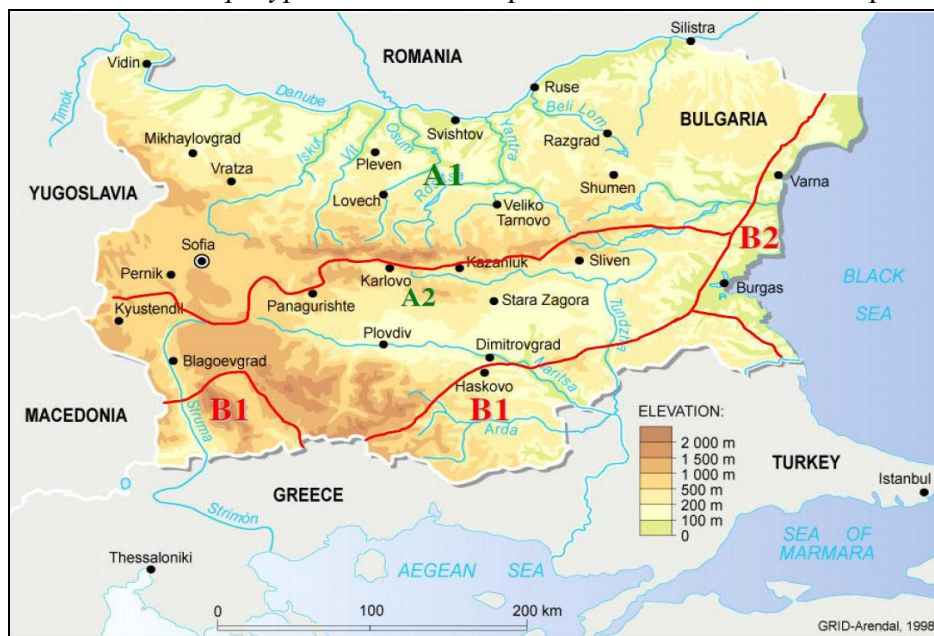 Silistra
ROMANIA
Vidin
Ruse
Timok
Danube
Beli Lom
BULGARIA
Svishtov
Iskut
Vit
Osum
Yantra
Razgrad
Mikhaylovgrad
Pleven
A1
Vratza
Shumen
Varna
YUGOSLAVIA
Lovech
Veliko
Tarnovo
B2
Sofia
Sliven
Pernik
Karlovo
Kazanluk
BLACK
SEA
Panagurishte
A2
Burgas
Kyustendil
Stara Zagora
Tundzha
Plovdiv
Dimitrovgrad
Blagoevgrad
Maritsa
Haskovo
MACEDONIA
B1
B1
Struma
Arda
ELEVATION:
2 000 m
1 500 m
1 000 m
500 m
200 m
100 m
0
TURKEY
Istanbul
GREECE
Strimón
SEA OF
MARMARA
Thessaloniki
AEGEAN SEA
0 100 200 km
GRID-Arendal, 1998